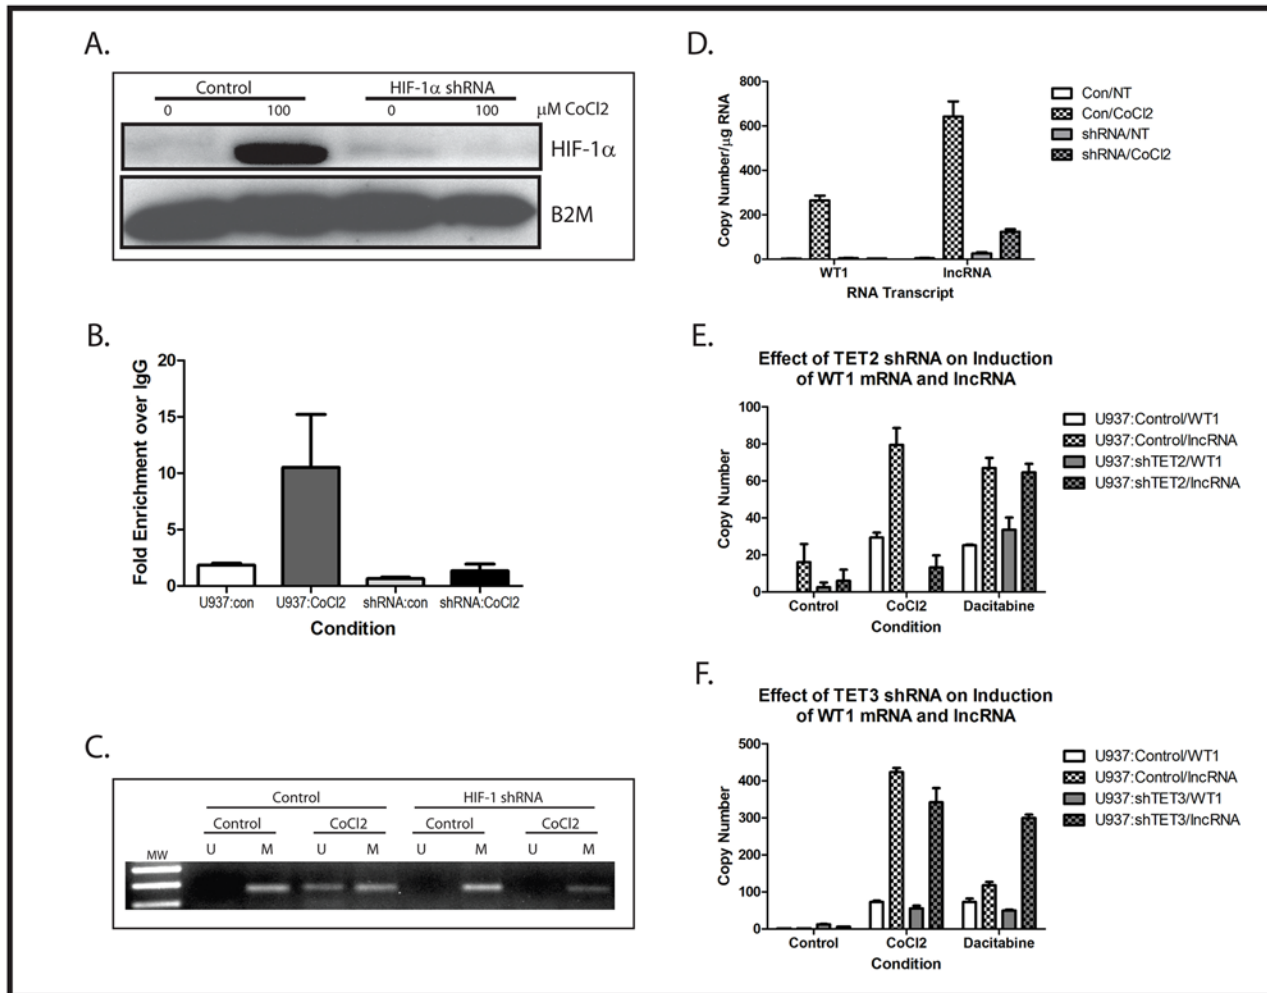 A.
Control HIF-1α shRNA
0 100 0 100 μM CoCl2
HIF-1α
B2M
B.
Fold Enrichment over IgG
20
15
10
5
0
U937:con U937:CoCl2 shRNA:con shRNA:CoCl2
Condition
C.
Control HIF-1 shRNA
Control CoCl2 Control CoCl2
MW U M U M U M U M
D.
Copy Number/μg RNA
800
600
400
200
0
WT1 lncRNA
RNA Transcript
Con/NT
Con/CoCl2
shRNA/NT
shRNA/CoCl2
E.
Effect of TET2 shRNA on Induction
of WT1 mRNA and lncRNA
Copy Number
100
80
60
40
20
0
Control CoCl2 Dacitabine
Condition
U937:Control/WT1
U937:Control/lncRNA
U937:shTET2/WT1
U937:shTET2/lncRNA
F.
Effect of TET3 shRNA on Induction
of WT1 mRNA and lncRNA
Copy Number
500
400
300
200
100
0
Control CoCl2 Dacitabine
Condition
U937:Control/WT1
U937:Control/lncRNA
U937:shTET3/WT1
U937:shTET3/lncRNA